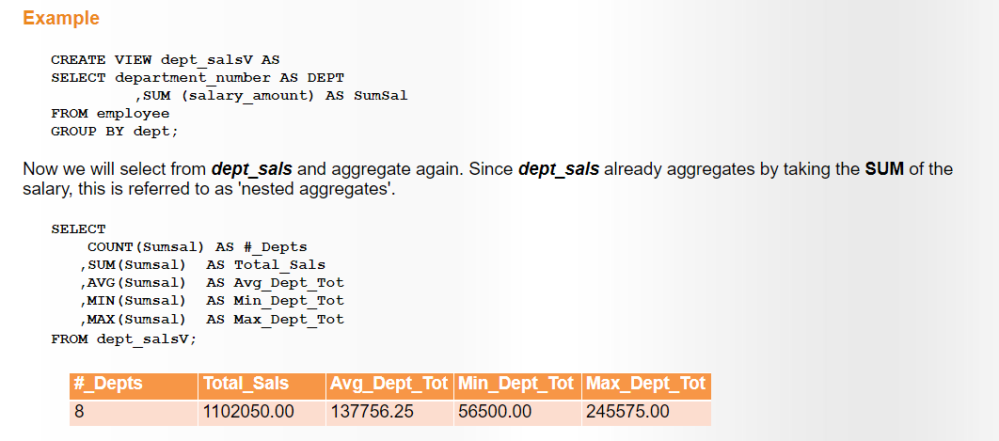 Example
CREATE VIEW dept_salsV AS
SELECT department_number AS DEPT
,SUM (salary_amount) AS SumSal
FROM employee
GROUP BY dept;
Now we will select from dept_sals and aggregate again. Since dept_sals already aggregates by taking the SUM of the
salary, this is referred to as 'nested aggregates'.
SELECT
COUNT(Sumsal) AS #_Depts
,SUM(Sumsal) AS Total_Sals
,AVG(Sumsal) AS Avg_Dept_Tot
,MIN(Sumsal) AS Min_Dept_Tot
,MAX(Sumsal) AS Max_Dept_Tot
FROM dept_salsV;
#_Depts Total_Sals Avg_Dept_Tot Min_Dept_Tot Max_Dept_Tot
8 1102050.00 137756.25 56500.00 245575.00